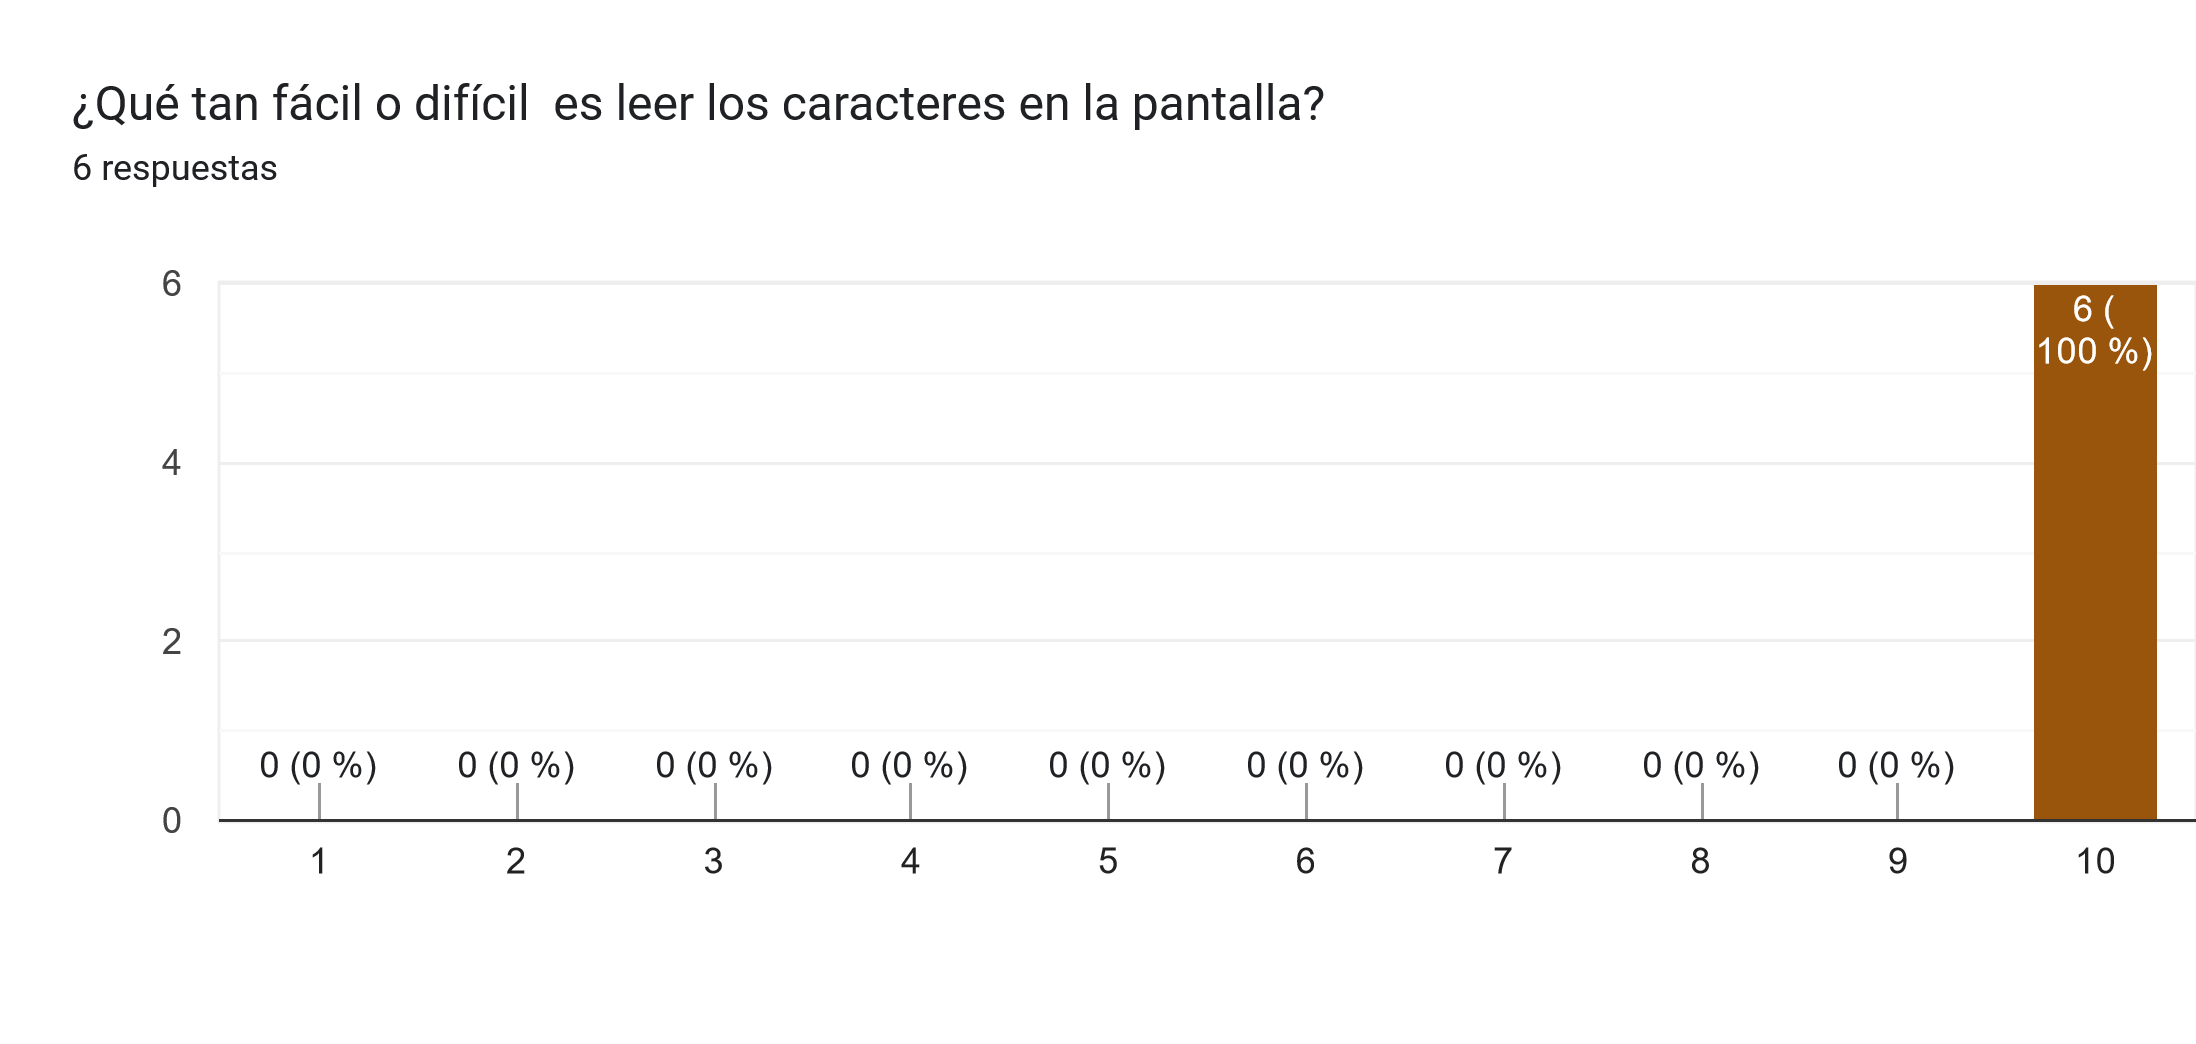 ¿Qué tan fácil o difícil  es leer los caracteres en la pantalla?
6 respuestas
6
4
2
0
6 (
100 %)
0 (0 %) 0 (0 %) 0 (0 %) 0 (0 %) 0 (0 %) 0 (0 %) 0 (0 %) 0 (0 %) 0 (0 %)
1 2 3 4 5 6 7 8 9 10